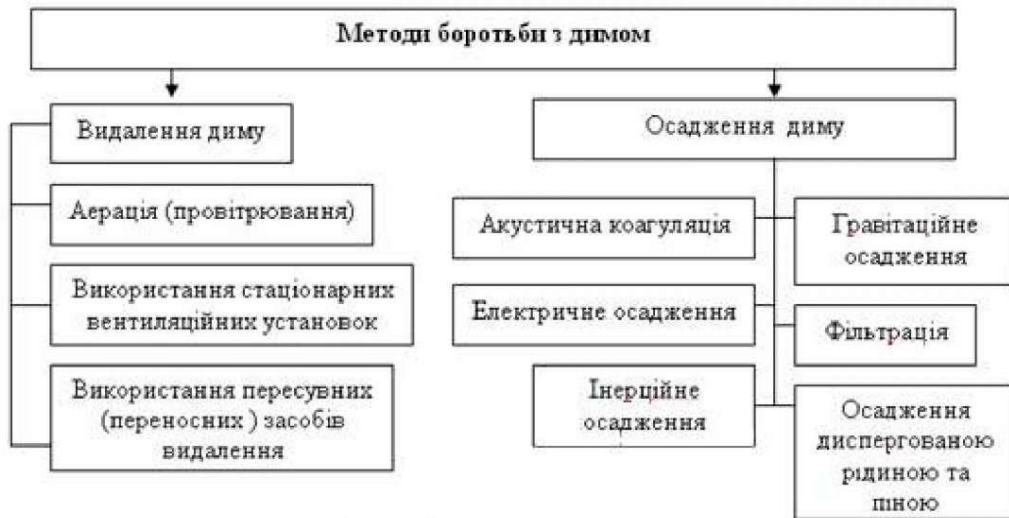 Методи боротьби з димом
Видалення диму
Аерація (провітрювання)
Використання стаціонарних
вентиляційних установок
Використання пересувних
(переносних ) засобів
видалення
Осадження диму
Акустична коагуляція
Гравітаційне
осадження
Електричне осадження
Фільтрація
Інерційне
осадження
Осадження
диспергованою
рідиною та
піною